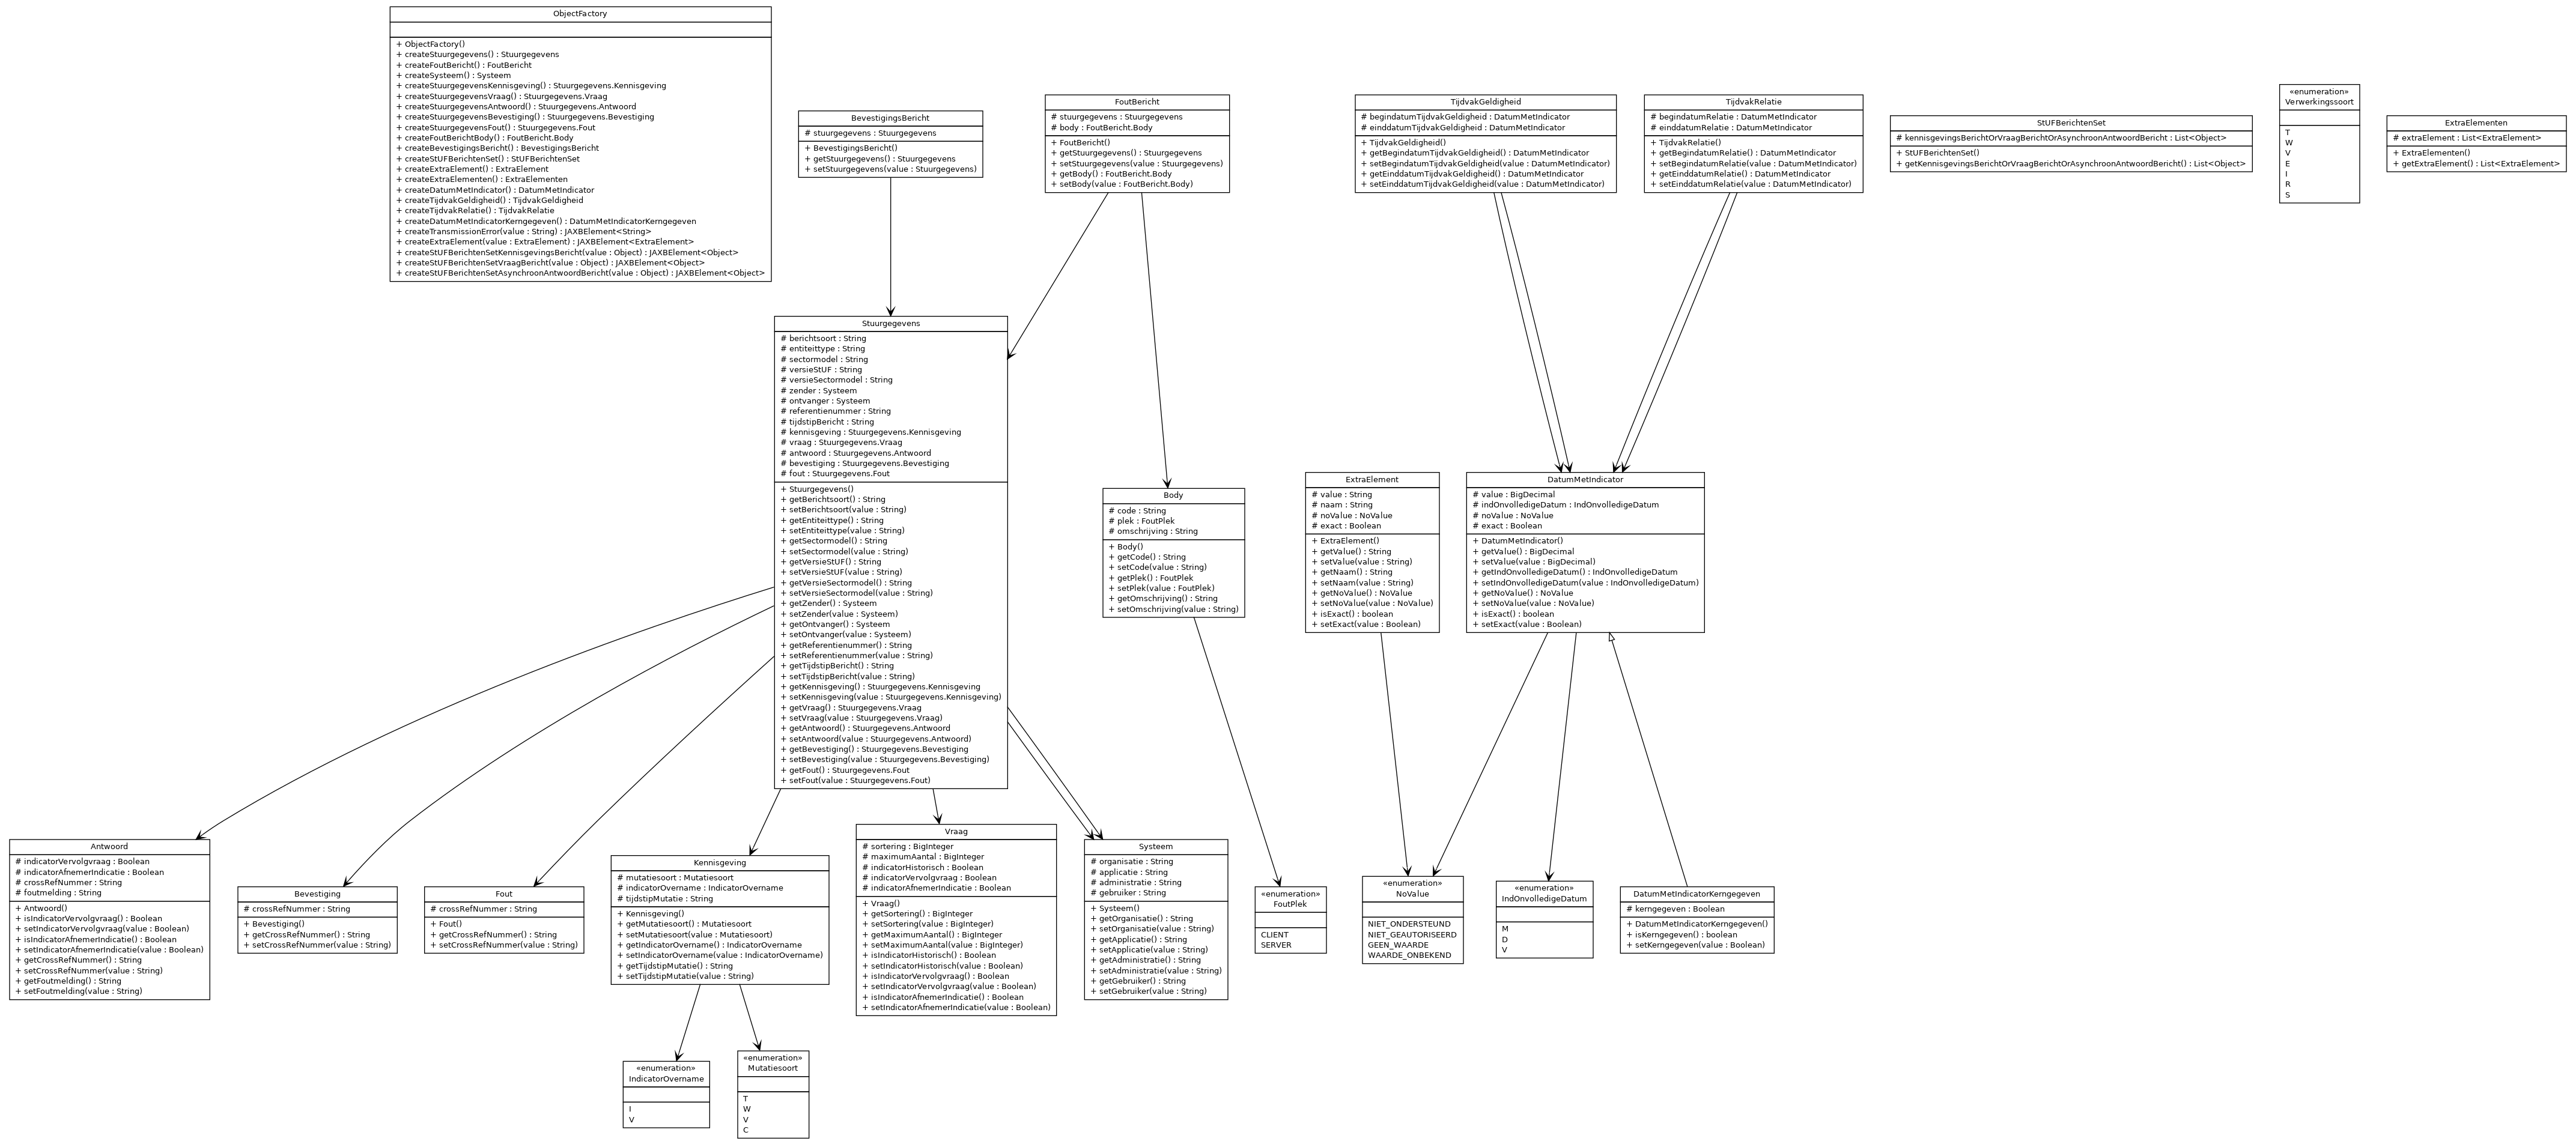 ObjectFactory
+ ObjectFactory()
+ createStuurgegevens() : Stuurgegevens
+ createFoutBericht() : FoutBericht
+ createSysteem() : Systeem
+ createStuurgegevensKennisgeving() : Stuurgegevens.Kennisgeving
+ createStuurgegevensVraag() : Stuurgegevens.Vraag
+ createStuurgegevensAntwoord() : Stuurgegevens.Antwoord
+ createStuurgegevensBevestiging() : Stuurgegevens.Bevestiging
+ createStuurgegevensFout() : Stuurgegevens.Fout
+ createFoutBerichtBody() : FoutBericht.Body
+ createBevestigingsBericht() : BevestigingsBericht
+ createStUFBerichtenSet() : StUFBerichtenSet
+ createExtraElement() : ExtraElement
+ createExtraElementen() : ExtraElementen
+ createDatumMetIndicator() : DatumMetIndicator
+ createTijdvakGeldigheid() : TijdvakGeldigheid
+ createTijdvakRelatie() : TijdvakRelatie
+ createDatumMetIndicatorKerngegeven() : DatumMetIndicatorKerngegeven
+ createTransmissionError(value : String) : JAXBElement<String>
+ createExtraElement(value : ExtraElement) : JAXBElement<ExtraElement>
+ createStUFBerichtenSetKennisgevingsBericht(value : Object) : JAXBElement<Object>
+ createStUFBerichtenSetVraagBericht(value : Object) : JAXBElement<Object>
+ createStUFBerichtenSetAsynchroonAntwoordBericht(value : Object) : JAXBElement<Object>
BevestigingsBericht
# stuurgegevens : Stuurgegevens
+ BevestigingsBericht()
+ getStuurgegevens() : Stuurgegevens
+ setStuurgegevens(value : Stuurgegevens)
FoutBericht
# stuurgegevens : Stuurgegevens
# body : FoutBericht.Body
+ FoutBericht()
+ getStuurgegevens() : Stuurgegevens
+ setStuurgegevens(value : Stuurgegevens)
+ getBody() : FoutBericht.Body
+ setBody(value : FoutBericht.Body)
TijdvakGeldigheid
# begindatumTijdvakGeldigheid : DatumMetIndicator
# einddatumTijdvakGeldigheid : DatumMetIndicator
+ TijdvakGeldigheid()
+ getBegindatumTijdvakGeldigheid() : DatumMetIndicator
+ setBegindatumTijdvakGeldigheid(value : DatumMetIndicator)
+ getEinddatumTijdvakGeldigheid() : DatumMetIndicator
+ setEinddatumTijdvakGeldigheid(value : DatumMetIndicator)
TijdvakRelatie
# begindatumRelatie : DatumMetIndicator
# einddatumRelatie : DatumMetIndicator
+ TijdvakRelatie()
+ getBegindatumRelatie() : DatumMetIndicator
+ setBegindatumRelatie(value : DatumMetIndicator)
+ getEinddatumRelatie() : DatumMetIndicator
+ setEinddatumRelatie(value : DatumMetIndicator)
StUFBerichtenSet
# kennisgevingsBerichtOrVraagBerichtOrAsynchroonAntwoordBericht : List<Object>
+ StUFBerichtenSet()
+ getKennisgevingsBerichtOrVraagBerichtOrAsynchroonAntwoordBericht() : List<Object>
«enumeration»
Verwerkingssoort
T
W
V
E
I
R
S
ExtraElementen
# extraElement : List<ExtraElement>
+ ExtraElementen()
+ getExtraElement() : List<ExtraElement>
Stuurgegevens
# berichtsoort : String
# entiteittype : String
# sectormodel : String
# versieStUF : String
# versieSectormodel : String
# zender : Systeem
# ontvanger : Systeem
# referentienummer : String
# tijdstipBericht : String
# kennisgeving : Stuurgegevens.Kennisgeving
# vraag : Stuurgegevens.Vraag
# antwoord : Stuurgegevens.Antwoord
# bevestiging : Stuurgegevens.Bevestiging
# fout : Stuurgegevens.Fout
+ Stuurgegevens()
+ getBerichtsoort() : String
+ setBerichtsoort(value : String)
+ getEntiteittype() : String
+ setEntiteittype(value : String)
+ getSectormodel() : String
+ setSectormodel(value : String)
+ getVersieStUF() : String
+ setVersieStUF(value : String)
+ getVersieSectormodel() : String
+ setVersieSectormodel(value : String)
+ getZender() : Systeem
+ setZender(value : Systeem)
+ getOntvanger() : Systeem
+ setOntvanger(value : Systeem)
+ getReferentienummer() : String
+ setReferentienummer(value : String)
+ getTijdstipBericht() : String
+ setTijdstipBericht(value : String)
+ getKennisgeving() : Stuurgegevens.Kennisgeving
+ setKennisgeving(value : Stuurgegevens.Kennisgeving)
+ getVraag() : Stuurgegevens.Vraag
+ setVraag(value : Stuurgegevens.Vraag)
+ getAntwoord() : Stuurgegevens.Antwoord
+ setAntwoord(value : Stuurgegevens.Antwoord)
+ getBevestiging() : Stuurgegevens.Bevestiging
+ setBevestiging(value : Stuurgegevens.Bevestiging)
+ getFout() : Stuurgegevens.Fout
+ setFout(value : Stuurgegevens.Fout)
Body
# code : String
# plek : FoutPlek
# omschrijving : String
+ Body()
+ getCode() : String
+ setCode(value : String)
+ getPlek() : FoutPlek
+ setPlek(value : FoutPlek)
+ getOmschrijving() : String
+ setOmschrijving(value : String)
ExtraElement
# value : String
# naam : String
# noValue : NoValue
# exact : Boolean
+ ExtraElement()
+ getValue() : String
+ setValue(value : String)
+ getNaam() : String
+ setNaam(value : String)
+ getNoValue() : NoValue
+ setNoValue(value : NoValue)
+ isExact() : boolean
+ setExact(value : Boolean)
DatumMetIndicator
# value : BigDecimal
# indOnvolledigeDatum : IndOnvolledigeDatum
# noValue : NoValue
# exact : Boolean
+ DatumMetIndicator()
+ getValue() : BigDecimal
+ setValue(value : BigDecimal)
+ getIndOnvolledigeDatum() : IndOnvolledigeDatum
+ setIndOnvolledigeDatum(value : IndOnvolledigeDatum)
+ getNoValue() : NoValue
+ setNoValue(value : NoValue)
+ isExact() : boolean
+ setExact(value : Boolean)
Antwoord
# indicatorVervolgvraag : Boolean
# indicatorAfnemerIndicatie : Boolean
# crossRefNummer : String
# foutmelding : String
+ Antwoord()
+ isIndicatorVervolgvraag() : Boolean
+ setIndicatorVervolgvraag(value : Boolean)
+ isIndicatorAfnemerIndicatie() : Boolean
+ setIndicatorAfnemerIndicatie(value : Boolean)
+ getCrossRefNummer() : String
+ setCrossRefNummer(value : String)
+ getFoutmelding() : String
+ setFoutmelding(value : String)
Bevestiging
# crossRefNummer : String
+ Bevestiging()
+ getCrossRefNummer() : String
+ setCrossRefNummer(value : String)
Fout
# crossRefNummer : String
+ Fout()
+ getCrossRefNummer() : String
+ setCrossRefNummer(value : String)
Kennisgeving
# mutatiesoort : Mutatiesoort
# indicatorOvername : IndicatorOvername
# tijdstipMutatie : String
+ Kennisgeving()
+ getMutatiesoort() : Mutatiesoort
+ setMutatiesoort(value : Mutatiesoort)
+ getIndicatorOvername() : IndicatorOvername
+ setIndicatorOvername(value : IndicatorOvername)
+ getTijdstipMutatie() : String
+ setTijdstipMutatie(value : String)
Vraag
# sortering : BigInteger
# maximumAantal : BigInteger
# indicatorHistorisch : Boolean
# indicatorVervolgvraag : Boolean
# indicatorAfnemerIndicatie : Boolean
+ Vraag()
+ getSortering() : BigInteger
+ setSortering(value : BigInteger)
+ getMaximumAantal() : BigInteger
+ setMaximumAantal(value : BigInteger)
+ isIndicatorHistorisch() : Boolean
+ setIndicatorHistorisch(value : Boolean)
+ isIndicatorVervolgvraag() : Boolean
+ setIndicatorVervolgvraag(value : Boolean)
+ isIndicatorAfnemerIndicatie() : Boolean
+ setIndicatorAfnemerIndicatie(value : Boolean)
Systeem
# organisatie : String
# applicatie : String
# administratie : String
# gebruiker : String
+ Systeem()
+ getOrganisatie() : String
+ setOrganisatie(value : String)
+ getApplicatie() : String
+ setApplicatie(value : String)
+ getAdministratie() : String
+ setAdministratie(value : String)
+ getGebruiker() : String
+ setGebruiker(value : String)
«enumeration»
FoutPlek
CLIENT
SERVER
«enumeration»
NoValue
NIET_ONDERSTEUND
NIET_GEAUTORISEERD
GEEN_WAARDE
WAARDE_ONBEKEND
«enumeration»
IndOnvolledigeDatum
M
D
V
DatumMetIndicatorKerngegeven
# kerngegeven : Boolean
+ DatumMetIndicatorKerngegeven()
+ isKerngegeven() : boolean
+ setKerngegeven(value : Boolean)
«enumeration»
IndicatorOvername
I
V
«enumeration»
Mutatiesoort
T
W
V
C